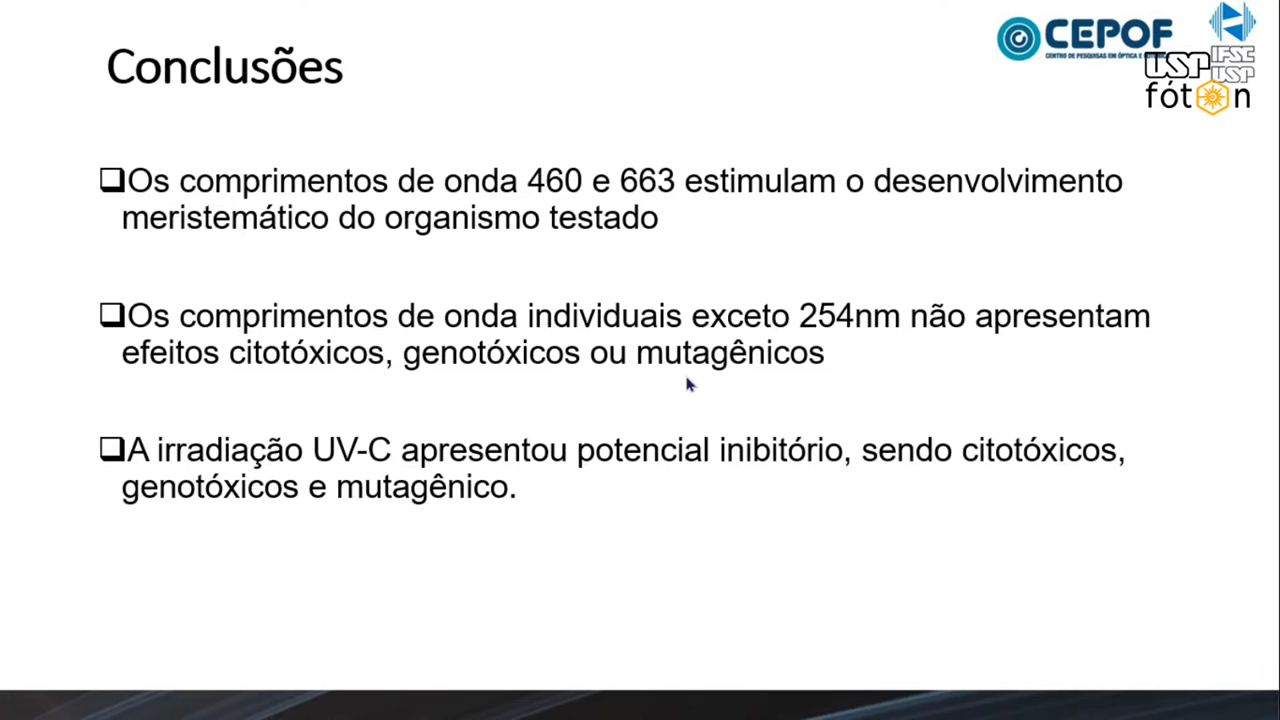 Conclusões
CEPOF
CENTRO DE PESQUISAS EM ÓPTICA E
USP
IFSC
USP
fóton
Os comprimentos de onda 460 e 663 estimulam o desenvolvimento
meristemático do organismo testado
Os comprimentos de onda individuais exceto 254nm não apresentam
efeitos citotóxicos, genotóxicos ou mutagênicos
A irradiação UV-C apresentou potencial inibitório, sendo citotóxicos,
genotóxicos e mutagênico.